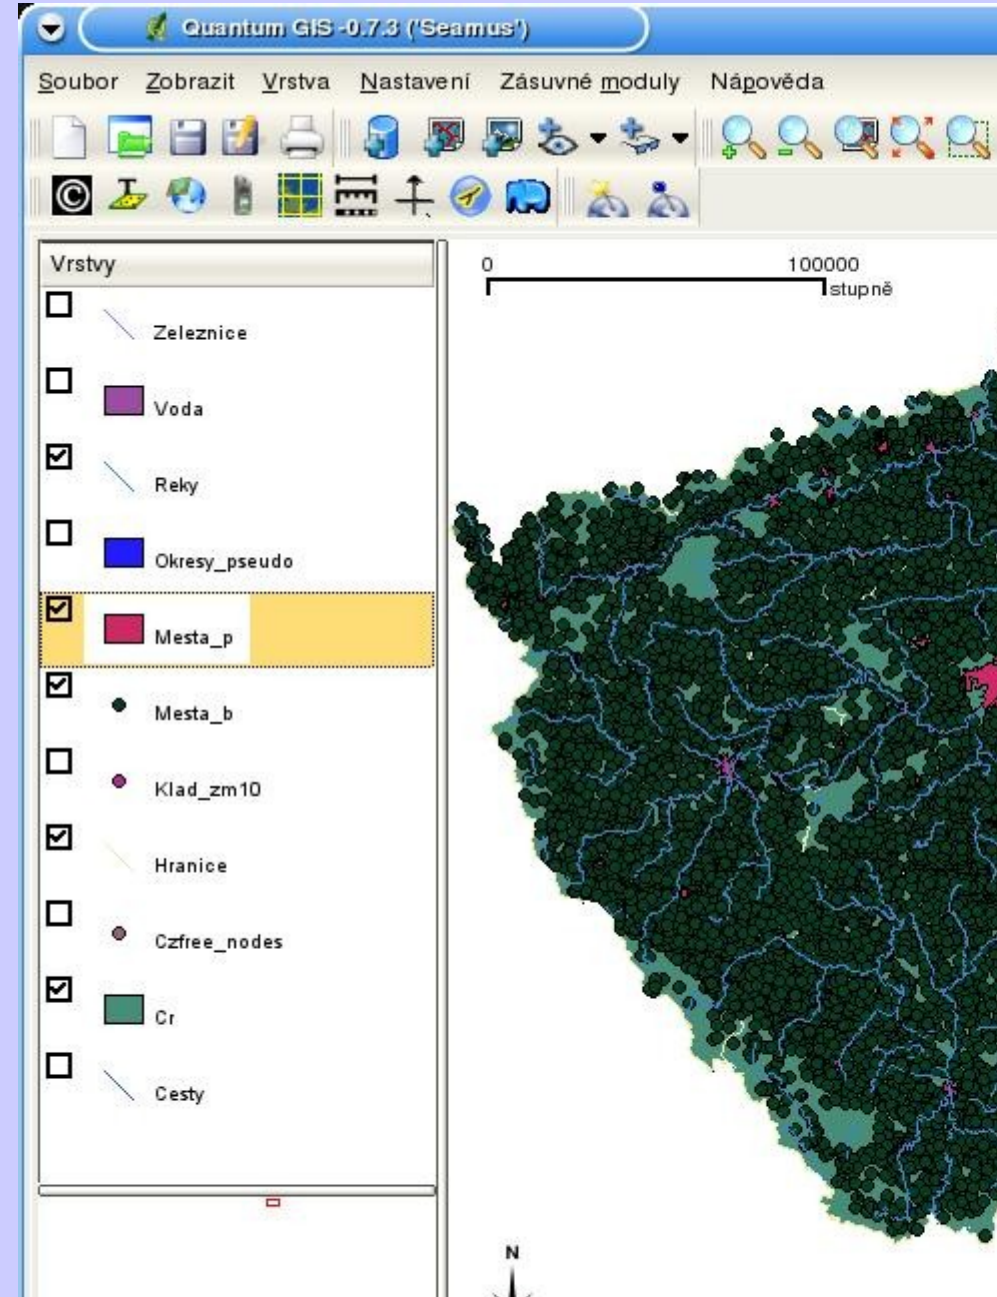 Quantum GIS -0.7.3 ('Seamus')
Soubor Zobrazit Vrstva Nastavení Zásuvné moduly Nápověda
Vrstvy
Zeleznice
Voda
Reky
Okresy_pseudo
Mesta_p
Mesta_b
Klad_zm10
Hranice
Czfree_nodes
Cr
Cesty
0 100000
stupně
N